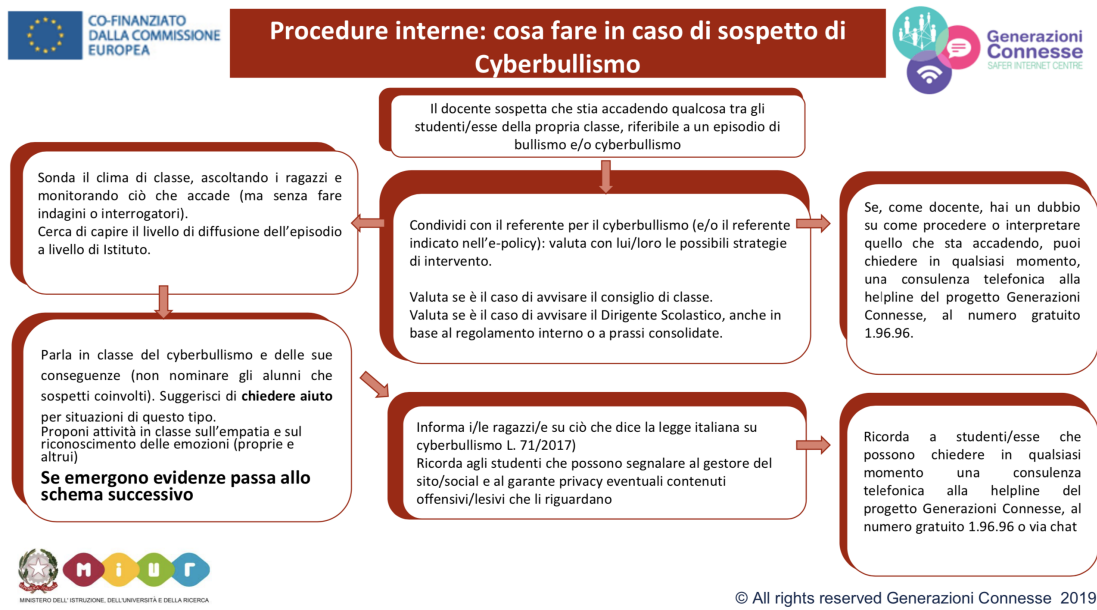 CO-FINANZIATO
DALLA COMMISSIONE
EUROPEA
Procedure interne: cosa fare in caso di sospetto di
Cyberbullismo
Generazioni
Connesse
SAFER INTERNET CENTRE
Il docente sospetta che stia accadendo qualcosa tra gli
studenti/esse della propria classe, riferibile a un episodio di
bullismo e/o cyberbullismo
Sonda il clima di classe, ascoltando i ragazzi e
monitorando ciò che accade (ma senza fare
indagini o interrogatori).
Cerca di capire il livello di diffusione dell'episodio
a livello di Istituto.
Condividi con il referente per il cyberbullismo (e/o il referente
indicato nell'e-policy): valuta con lui/loro le possibili strategie
di intervento.
Valuta se è il caso di avvisare il consiglio di classe.
Valuta se è il caso di avvisare il Dirigente Scolastico, anche in
base al regolamento interno o a prassi consolidate.
Se, come docente, hai un dubbio
su come procedere o interpretare
quello che sta accadendo, puoi
chiedere in qualsiasi momento,
una consulenza telefonica alla
helpline del progetto Generazioni
Connesse, al numero gratuito
1.96.96.
Parla in classe del cyberbullismo e delle sue
conseguenze (non nominare gli alunni che
sospetti coinvolti). Suggerisci di chiedere aiuto
per situazioni di questo tipo.
Proponi attività in classe sull'empatia e sul
riconoscimento delle emozioni (proprie e
altrui)
Se emergono evidenze passa allo
schema successivo
Informa i/le ragazzi/e su ciò che dice la legge italiana su
cyberbullismo L. 71/2017)
Ricorda agli studenti che possono segnalare al gestore del
sito/social e al garante privacy eventuali contenuti
offensivi/lesivi che li riguardano
Ricorda a studenti/esse che
possono chiedere in qualsiasi
momento una consulenza
telefonica alla helpline del
progetto Generazioni Connesse, al
numero gratuito 1.96.96 o via chat
miur
MINISTERO DELL' ISTRUZIONE, DELL'UNIVERSITÀ E DELLA RICERCA
© All rights reserved Generazioni Connesse 2019